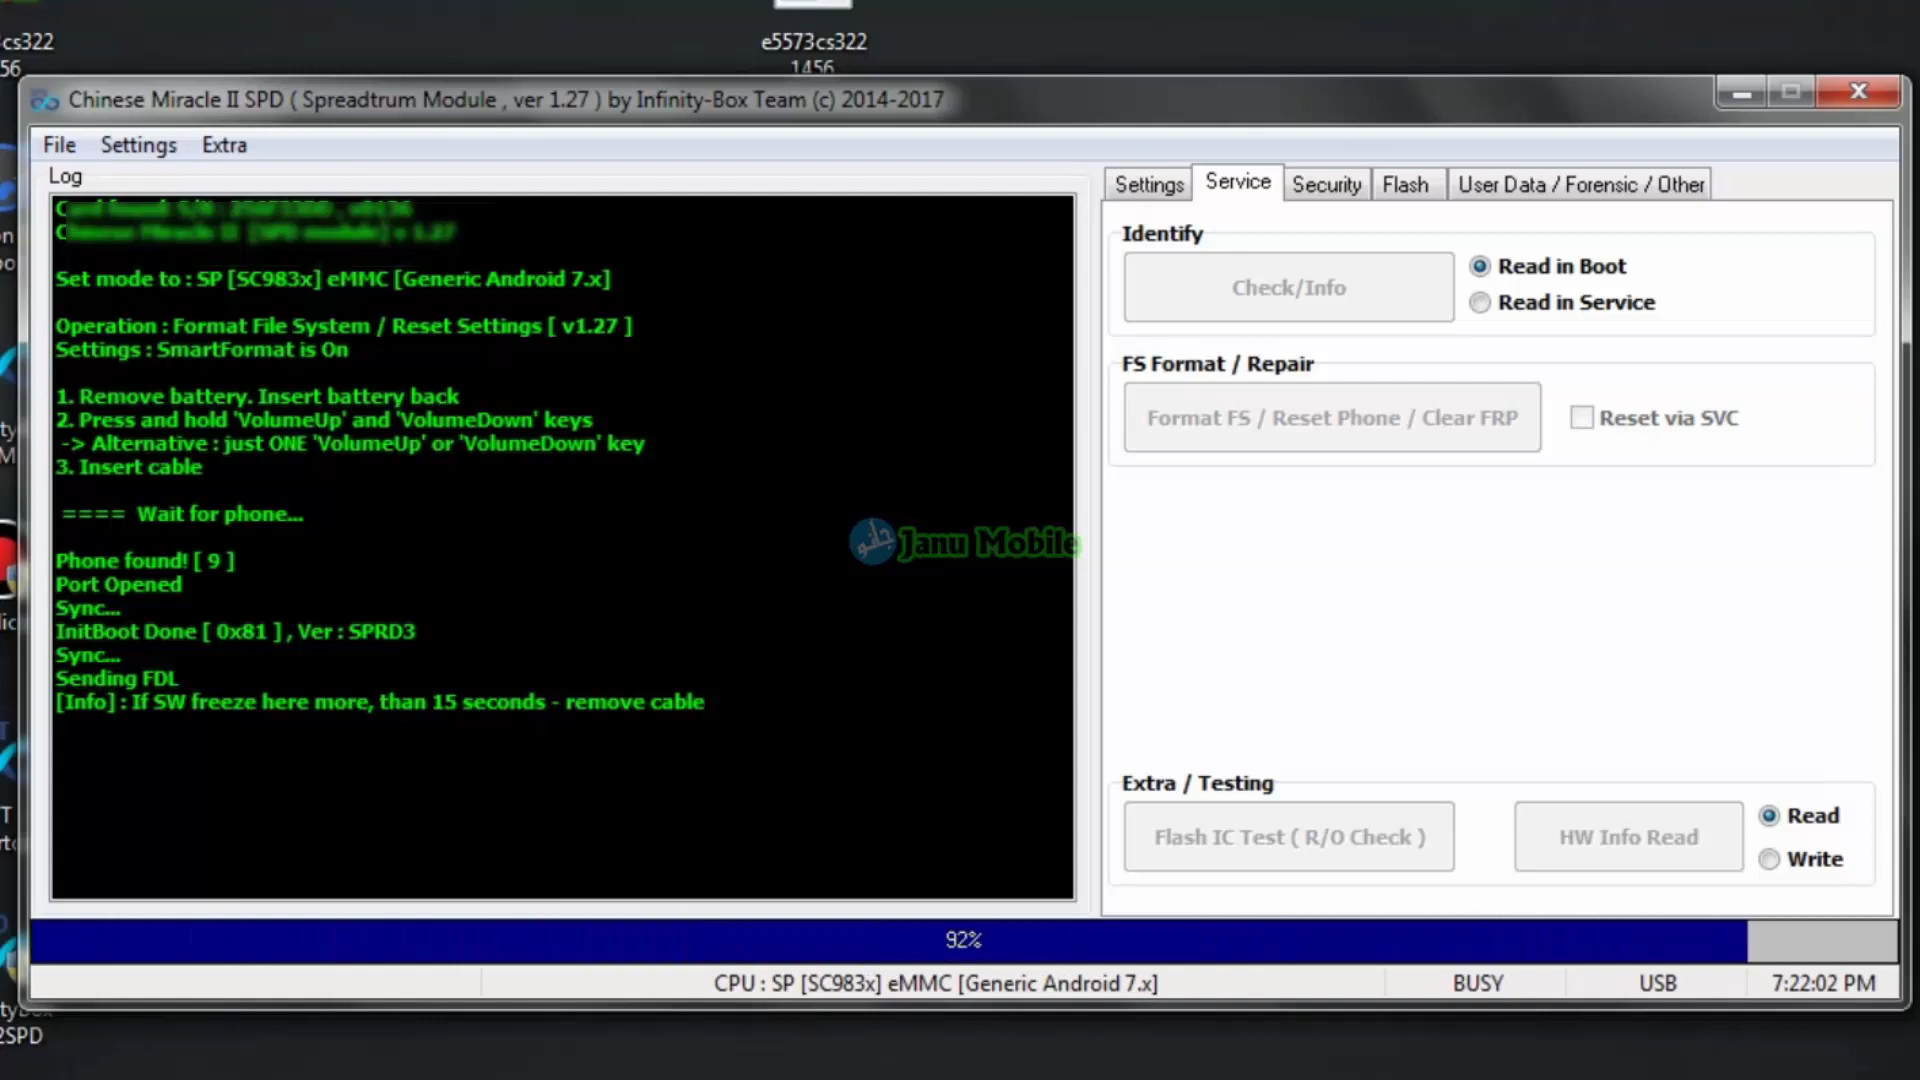 cs322
56
e5573cs322
1456
Chinese Miracle II SPD ( Spreadtrum Module , ver 1.27 ) by Infinity-Box Team (c) 2014-2017
File Settings Extra
Log
Set mode to : SP [SC983x] eMMC [Generic Android 7.x]
Operation : Format File System / Reset Settings [ v1.27 ]
Settings : SmartFormat is On
1. Remove battery. Insert battery back
2. Press and hold 'VolumeUp' and 'VolumeDown' keys
-> Alternative : just ONE 'VolumeUp' or 'VolumeDown' key
3. Insert cable
==== Wait for phone...
Phone found! [ 9 ]
Port Opened
Sync...
InitBoot Done [ 0x81 ] , Ver : SPRD3
Sync...
Sending FDL
[Info] : If SW freeze here more, than 15 seconds - remove cable
جانو Janu Mobile
Settings Service Security Flash User Data / Forensic / Other
Identify
Check/Info
Read in Boot
Read in Service
FS Format / Repair
Format FS / Reset Phone / Clear FRP
Reset via SVC
Extra / Testing
Flash IC Test ( R/O Check )
HW Info Read
Read
Write
92%
CPU : SP [SC983x] eMMC [Generic Android 7.x] BUSY USB 7:22:02 PM
2SPD